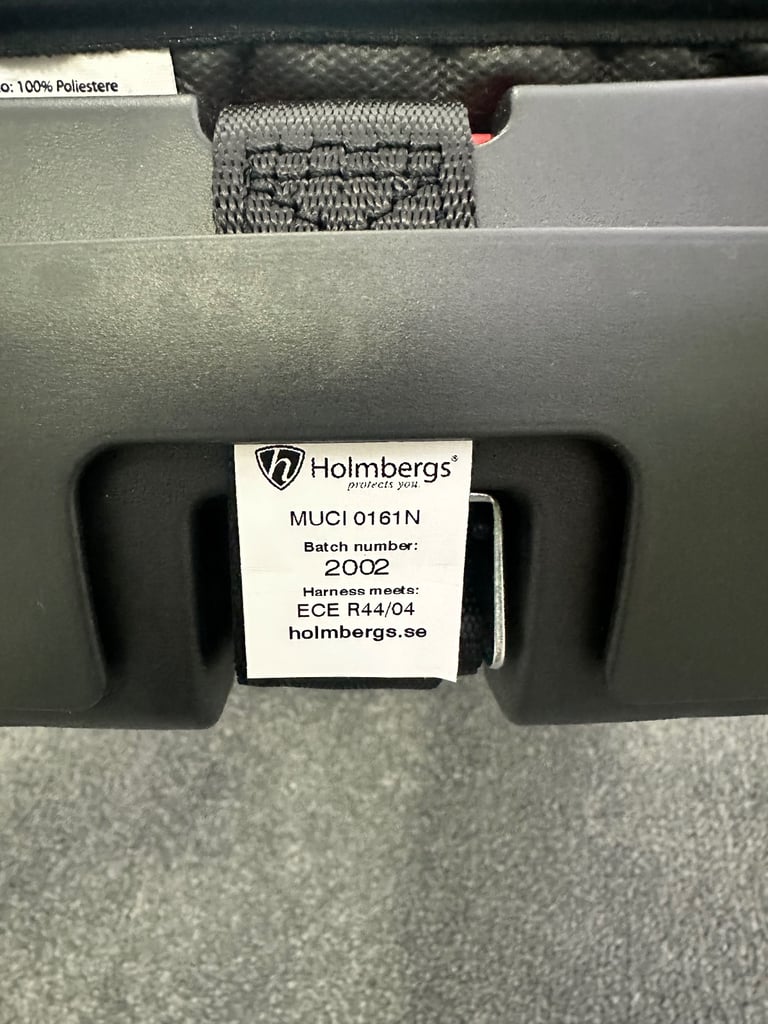 o: 100% Poliestere
h Holmbergs®
protects you.
MUCI 0161N
Batch number:
2002
Harness meets:
ECE R44/04
holmbergs.se